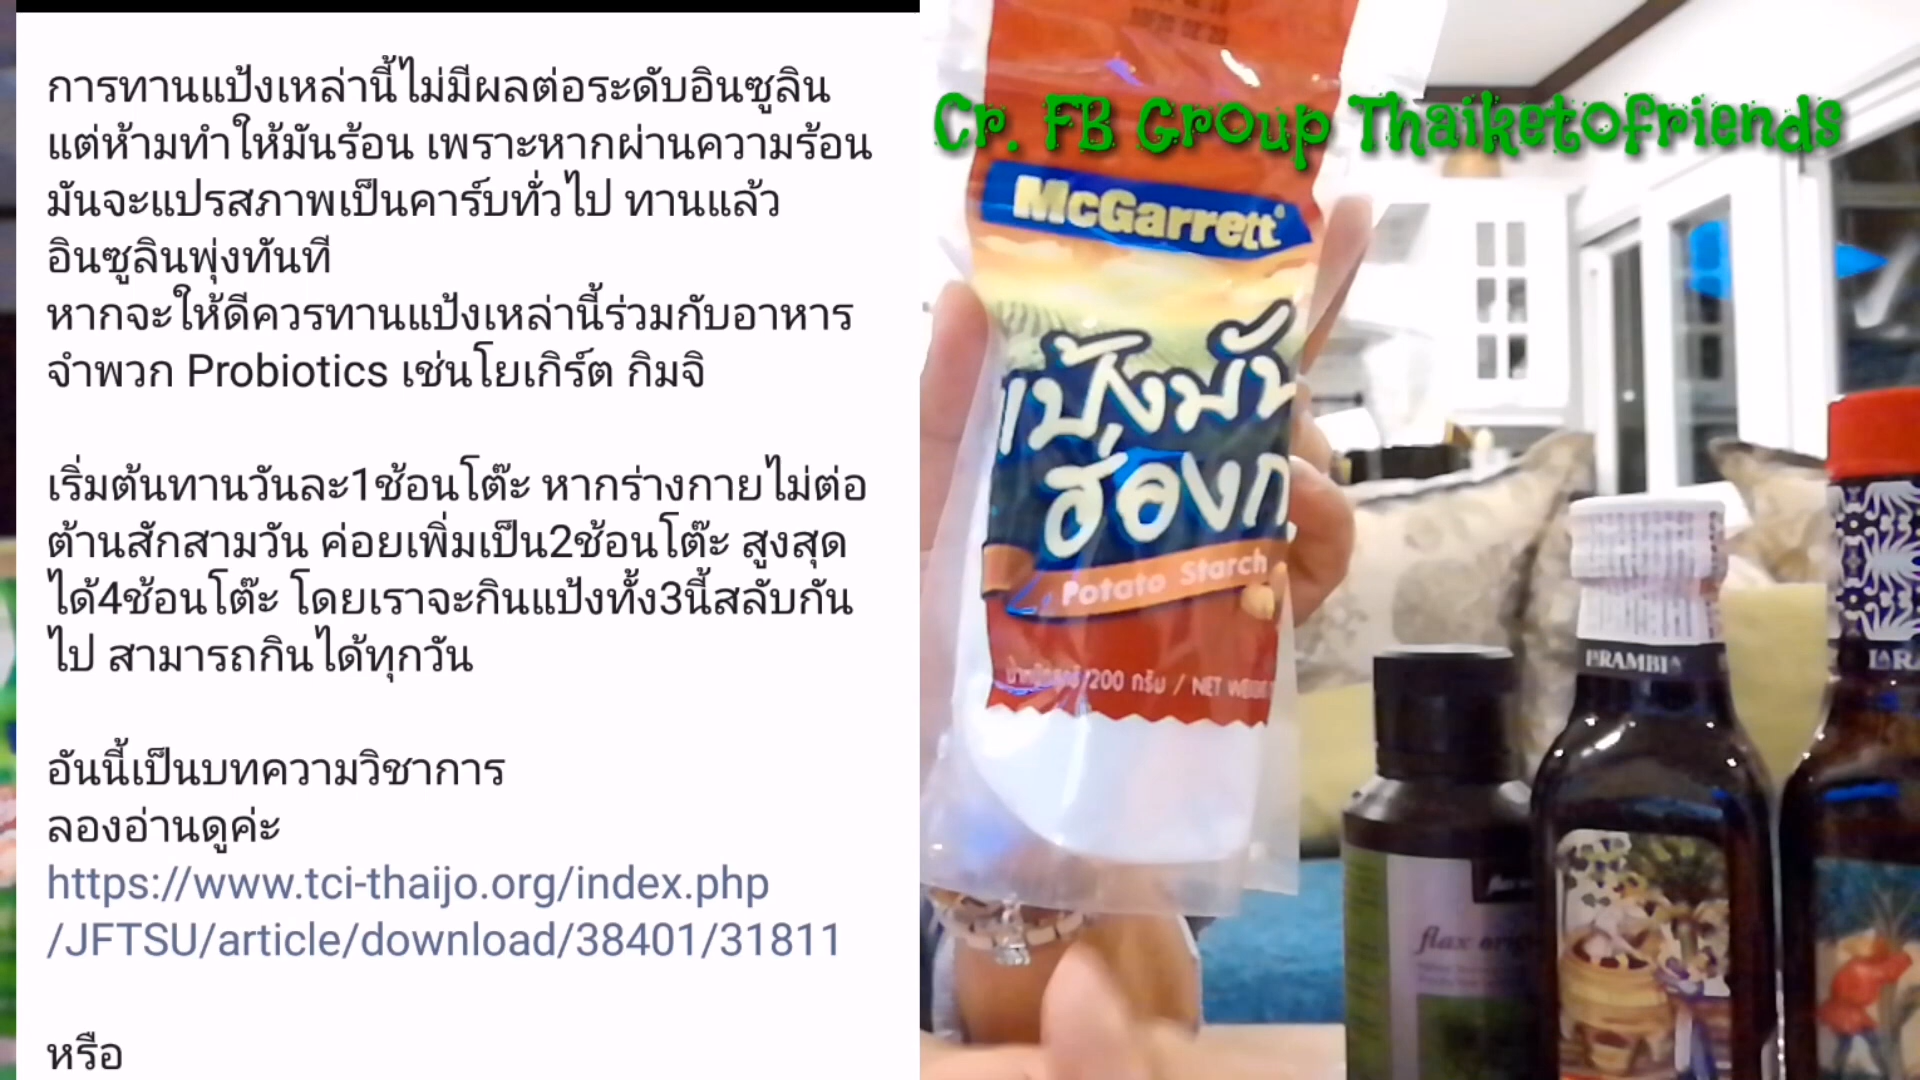 การทานแป้งเหล่านี้ไม่มีผลต่อระดับอินซูลิน
แต่ห้ามทำให้มันร้อน เพราะหากผ่านความร้อน
มันจะแปรสภาพเป็นคาร์บทั่วไป ทานแล้ว
อินซูลินพุ่งทันที
หากจะให้ดีควรทานแป้งเหล่านี้ร่วมกับอาหาร
จำพวก Probiotics เช่นโยเกิร์ต กิมจิ
เริ่มต้นทานวันละ1ช้อนโต๊ะ หากร่างกายไม่ต่อ
ต้านสักสามวัน ค่อยเพิ่มเป็น2ช้อนโต๊ะ สูงสุด
ได้4ช้อนโต๊ะ โดยเราจะกินแป้งทั้ง3นี้สลับกัน
ไป สามารถกินได้ทุกวัน
อันนี้เป็นบทความวิชาการ
ลองอ่านดูค่ะ
https://www.tci-thaijo.org/index.php
/JFTSU/article/download/38401/31811
หรือ
Cr. FB Group Thaiketofriends
McGarrett
แป้งมัน
ฮ่องก
Potato Starch
200 กรัม / NET
flax